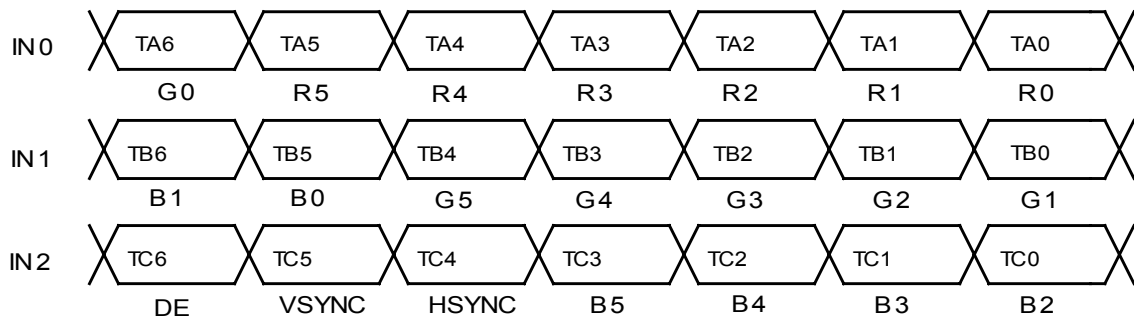 IN0 TA6 TA5 TA4 TA3 TA2 TA1 TA0
G0 R5 R4 R3 R2 R1 R0
IN1 TB6 TB5 TB4 TB3 TB2 TB1 TB0
B1 B0 G5 G4 G3 G2 G1
IN2 TC6 TC5 TC4 TC3 TC2 TC1 TC0
DE VSYNC HSYNC B5 B4 B3 B2